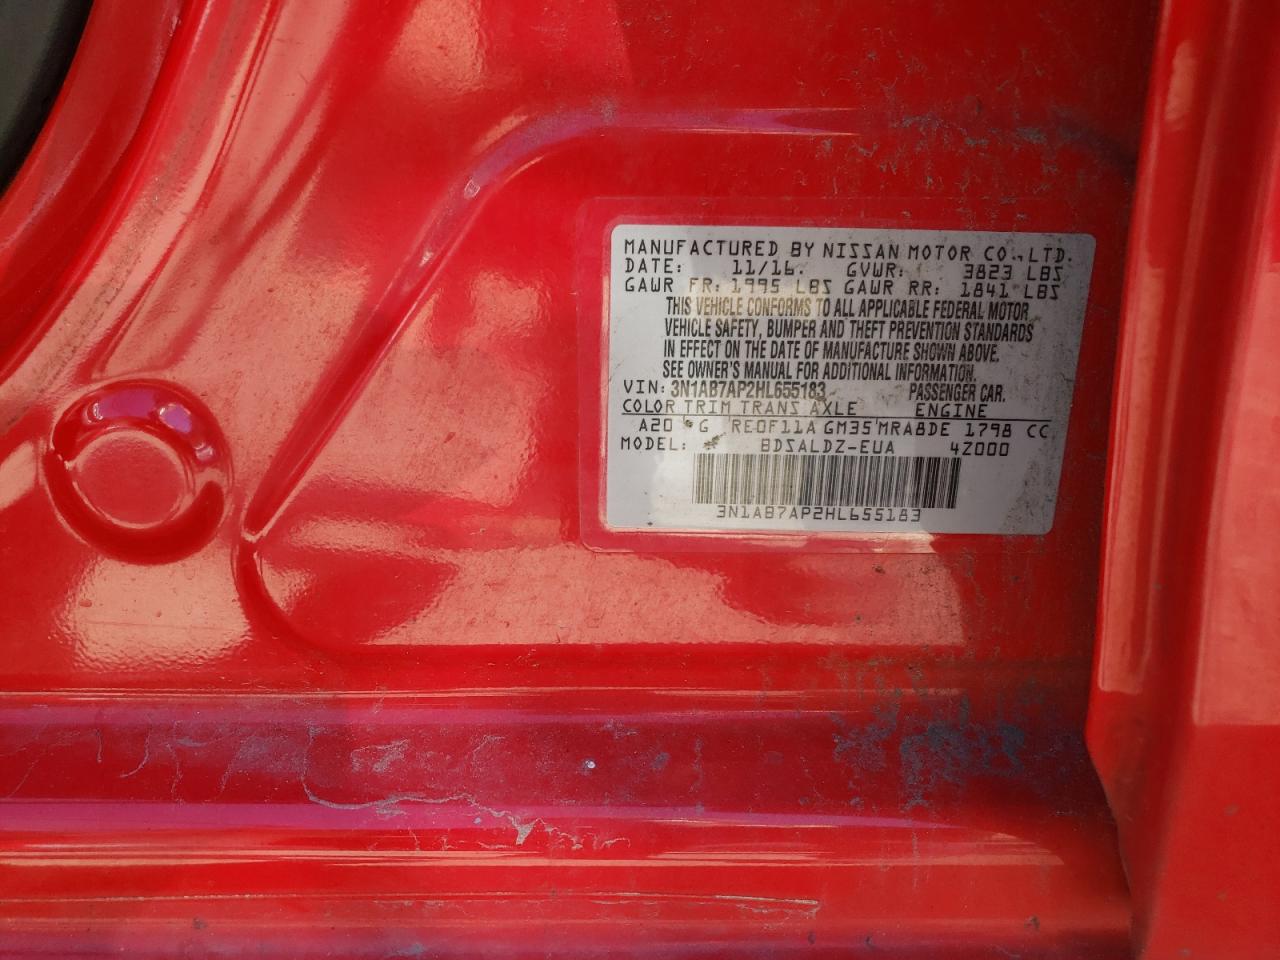 MANUFACTURED BY NISSAN MOTOR CO., LTD.
DATE: 11/16. GVWR: 3823 LBS
GAWR FR: 1995 LBS GAWR RR: 1841 LBS
THIS VEHICLE CONFORMS TO ALL APPLICABLE FEDERAL MOTOR
VEHICLE SAFETY, BUMPER AND THEFT PREVENTION STANDARDS
IN EFFECT ON THE DATE OF MANUFACTURE SHOWN ABOVE.
SEE OWNER'S MANUAL FOR ADDITIONAL INFORMATION.
VIN: 3N1AB7AP2HL655183 PASSENGER CAR.
COLOR TRIM TRANS AXLE ENGINE
A20 G RE0F11A GM35 MRA8DE 1798 CC
MODEL: BDSALDZ-EUA 4Z000
3N1AB7AP2HL655183